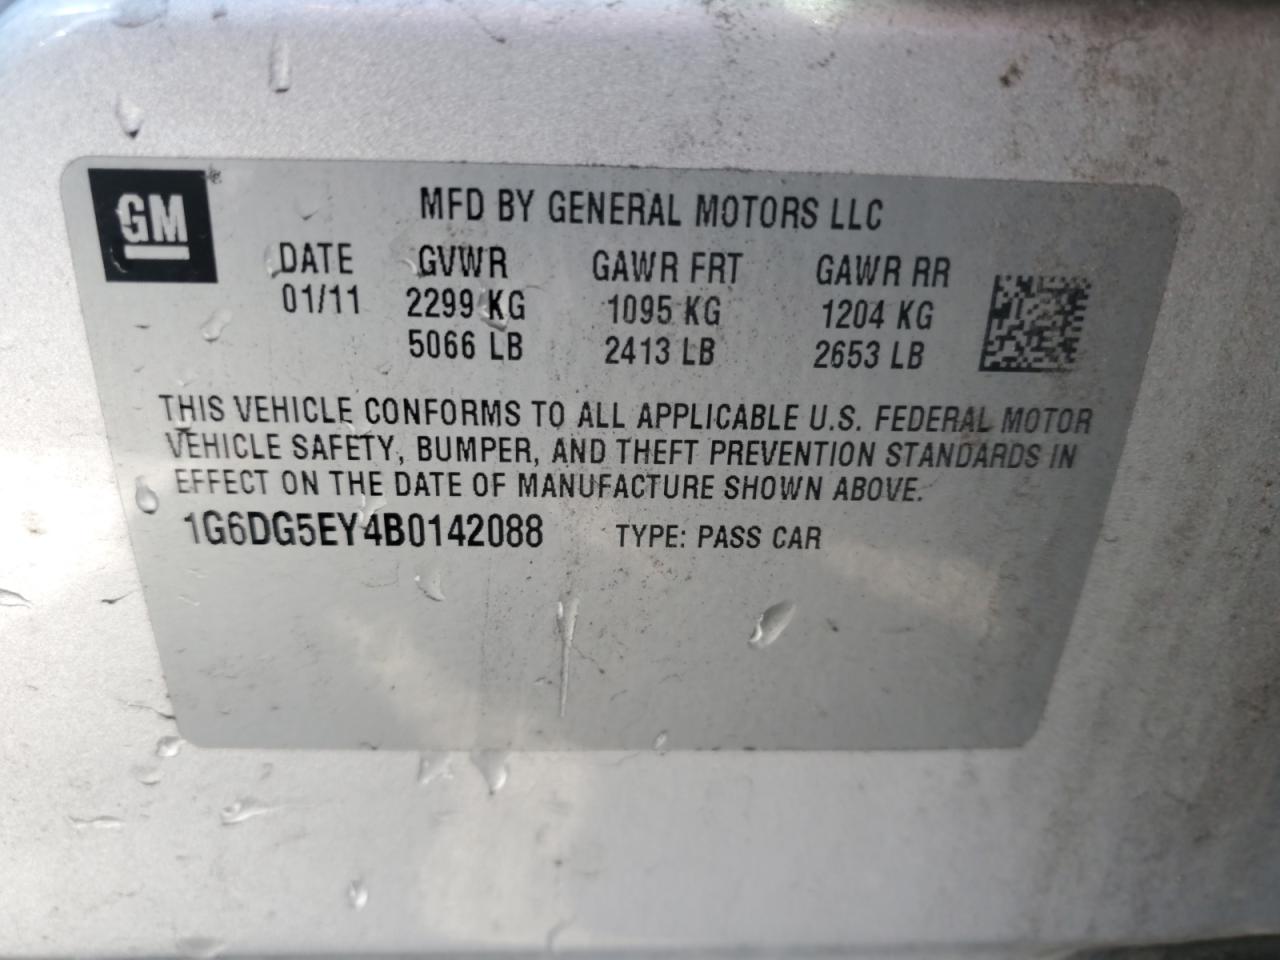 GM
MFD BY GENERAL MOTORS LLC
DATE GVWR GAWR FRT GAWR RR
01/11 2299 KG 1095 KG 1204 KG
5066 LB 2413 LB 2653 LB
THIS VEHICLE CONFORMS TO ALL APPLICABLE U.S. FEDERAL MOTOR
VEHICLE SAFETY, BUMPER, AND THEFT PREVENTION STANDARDS IN
EFFECT ON THE DATE OF MANUFACTURE SHOWN ABOVE.
1G6DG5EY4B0142088 TYPE: PASS CAR